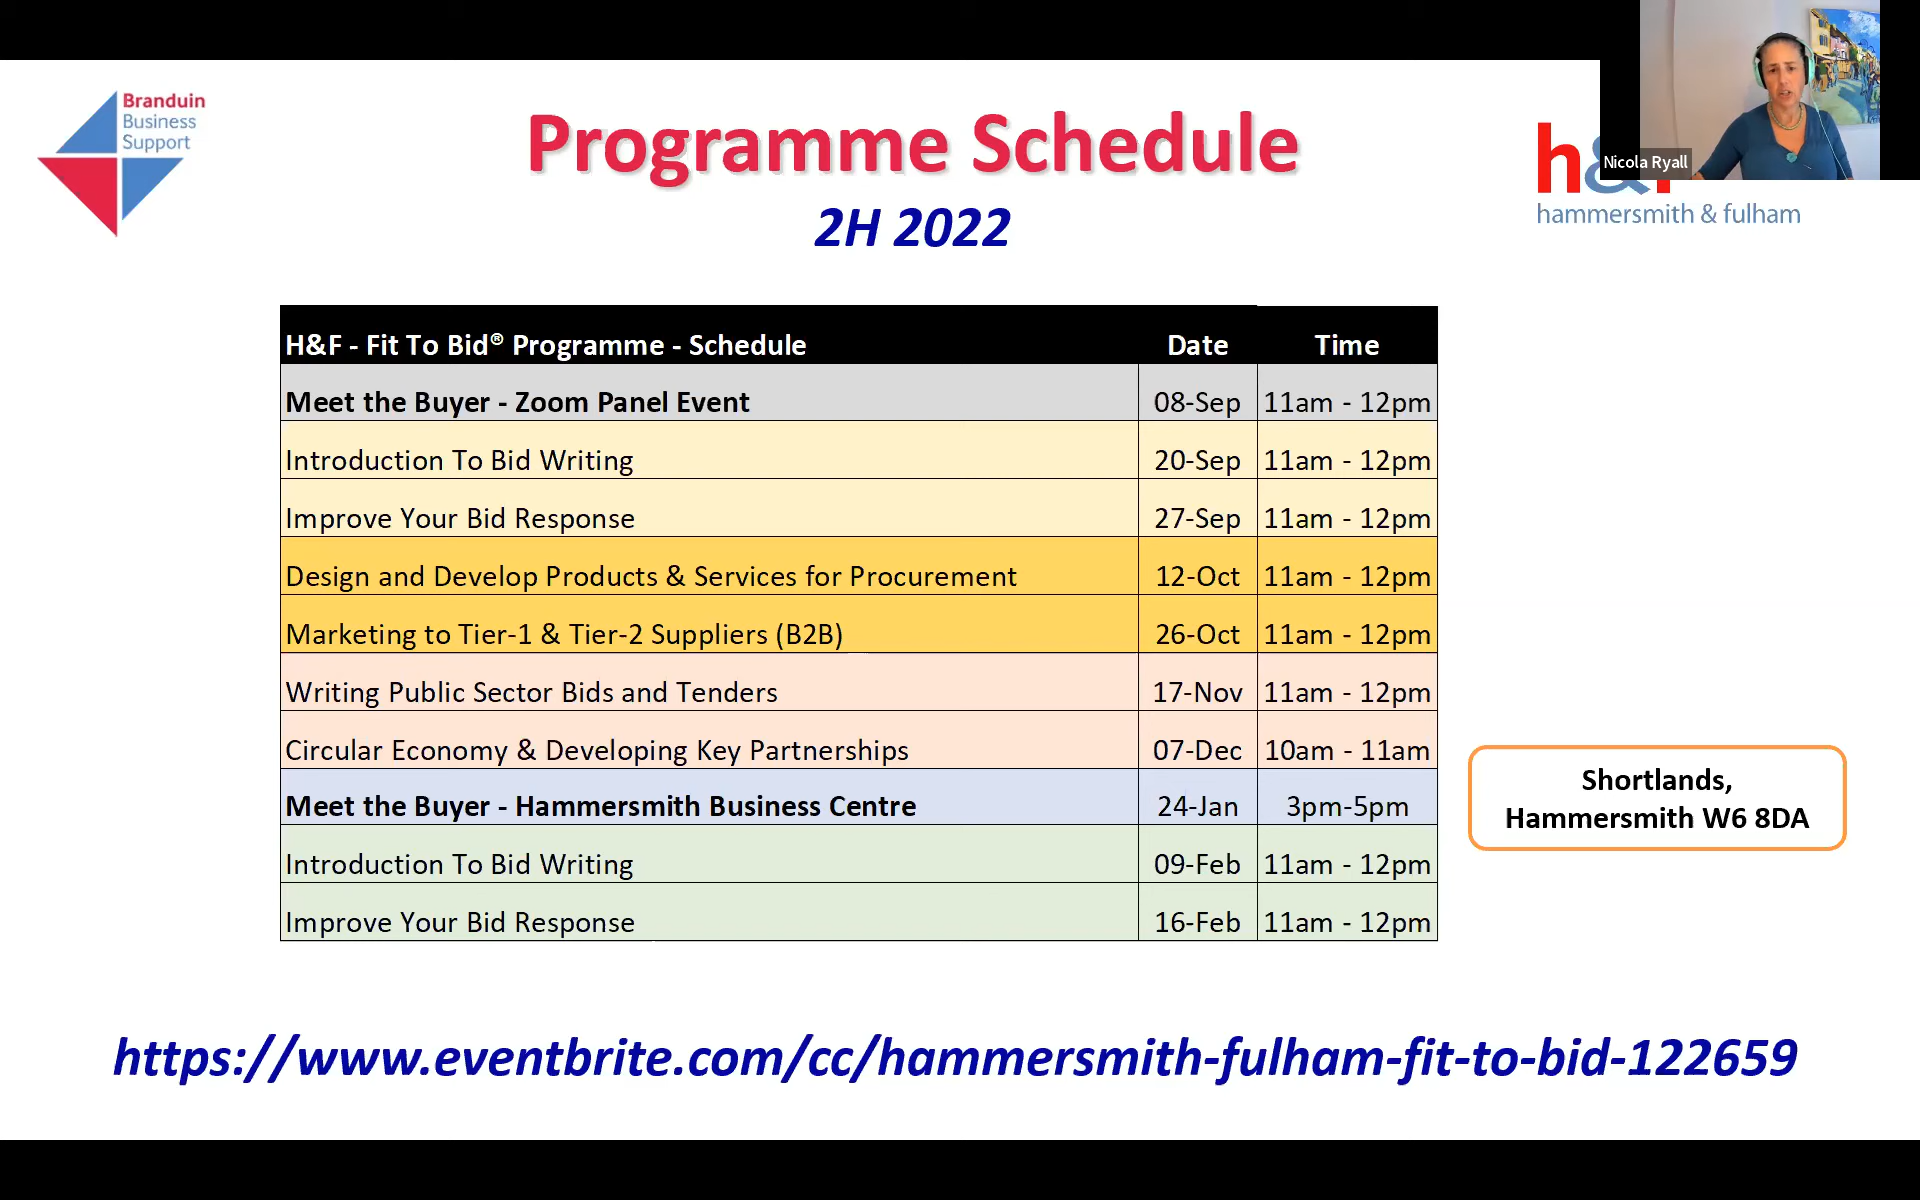 Branduin
Business
Support
Programme Schedule
2H 2022
Nicola Ryall
hammersmith & fulham
H&F - Fit To Bid® Programme - Schedule Date Time
Meet the Buyer - Zoom Panel Event 08-Sep 11am - 12pm
Introduction To Bid Writing 20-Sep 11am - 12pm
Improve Your Bid Response 27-Sep 11am - 12pm
Design and Develop Products & Services for Procurement 12-Oct 11am - 12pm
Marketing to Tier-1 & Tier-2 Suppliers (B2B) 26-Oct 11am - 12pm
Writing Public Sector Bids and Tenders 17-Nov 11am - 12pm
Circular Economy & Developing Key Partnerships 07-Dec 10am - 11am
Meet the Buyer - Hammersmith Business Centre 24-Jan 3pm-5pm
Introduction To Bid Writing 09-Feb 11am - 12pm
Improve Your Bid Response 16-Feb 11am - 12pm
Shortlands,
Hammersmith W6 8DA
https://www.eventbrite.com/cc/hammersmith-fulham-fit-to-bid-122659